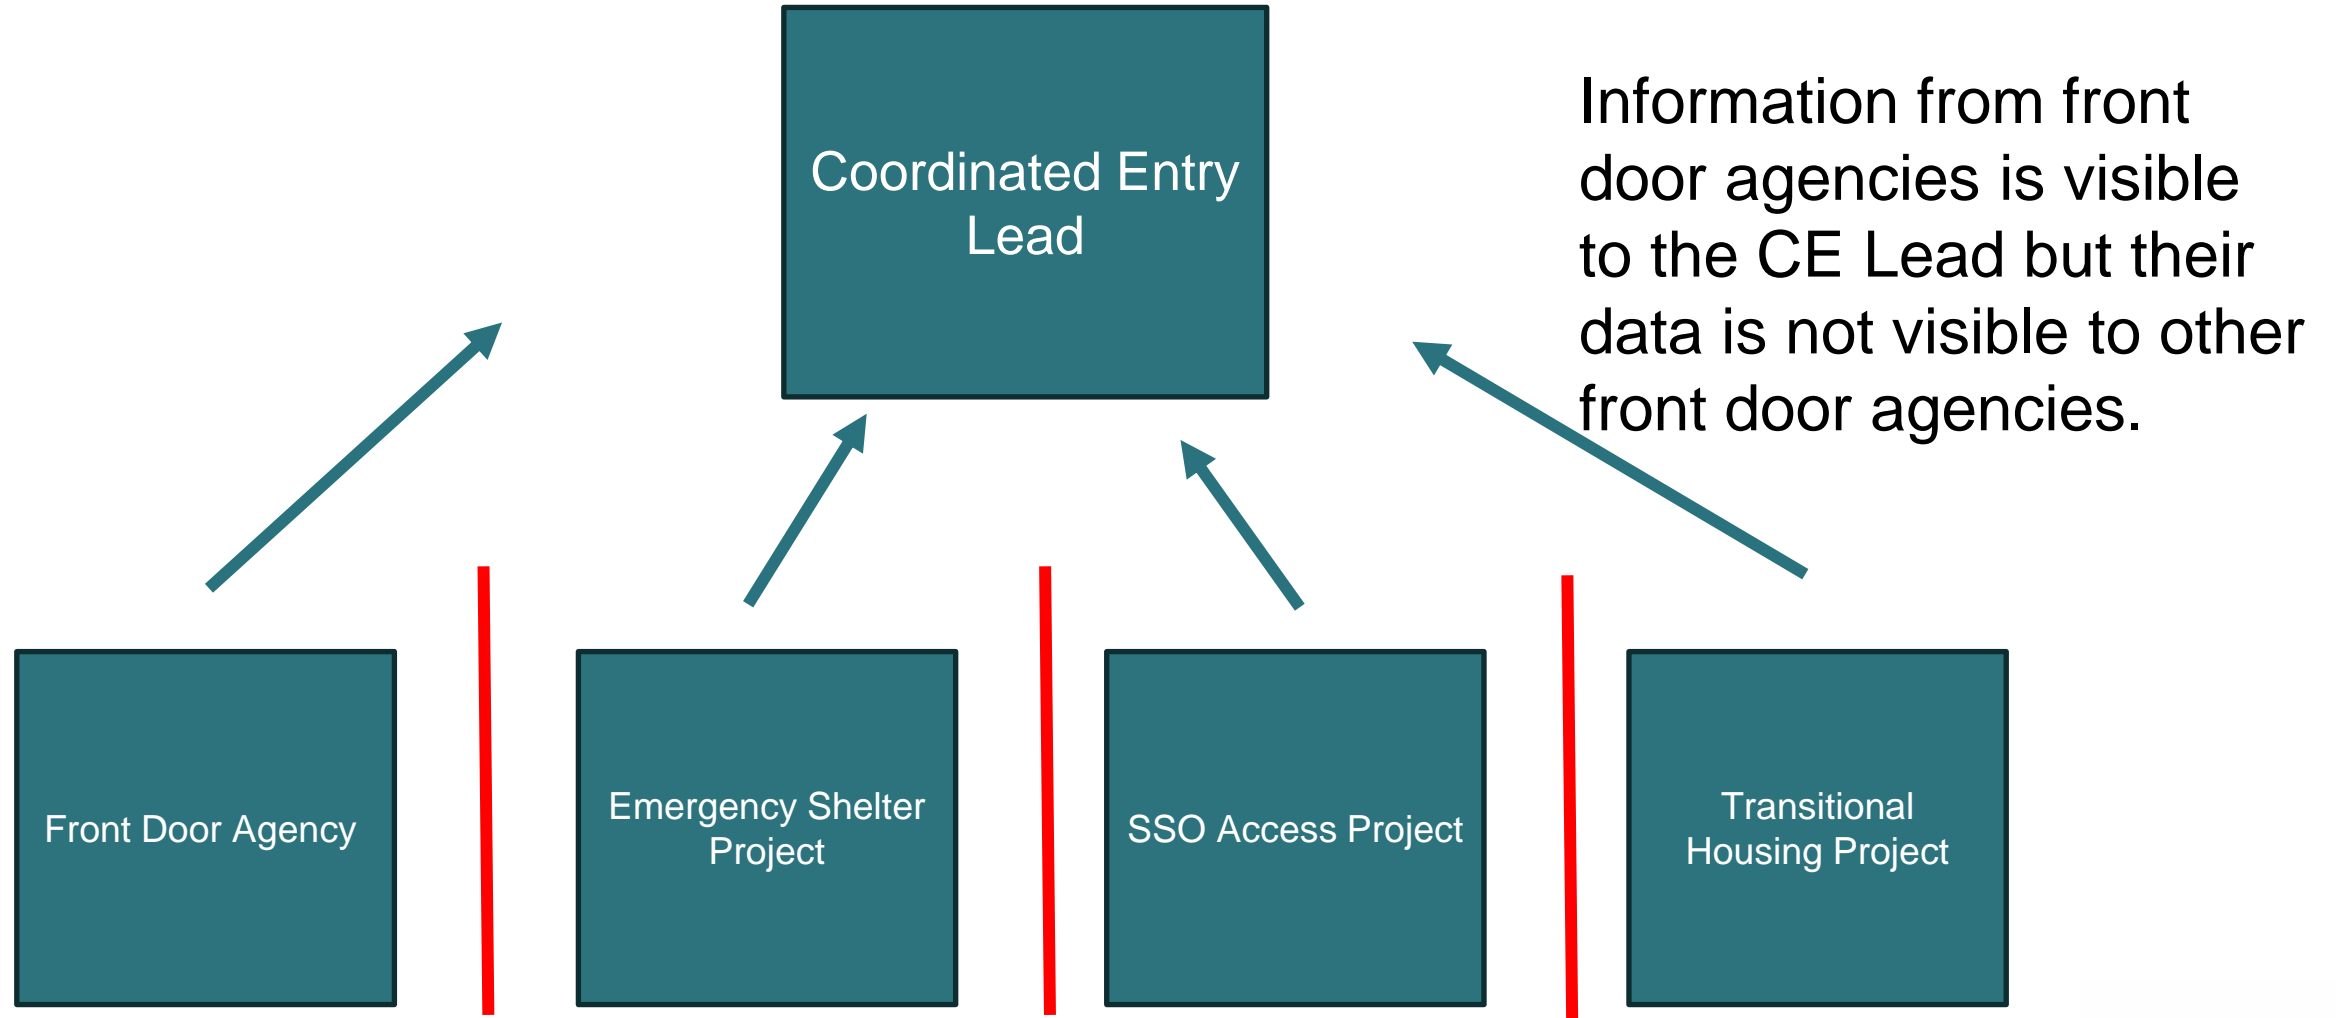 Coordinated Entry
Lead
Information from front
door agencies is visible
to the CE Lead but their
data is not visible to other
front door agencies.
Front Door Agency
Emergency Shelter
Project
SSO Access Project
Transitional
Housing Project